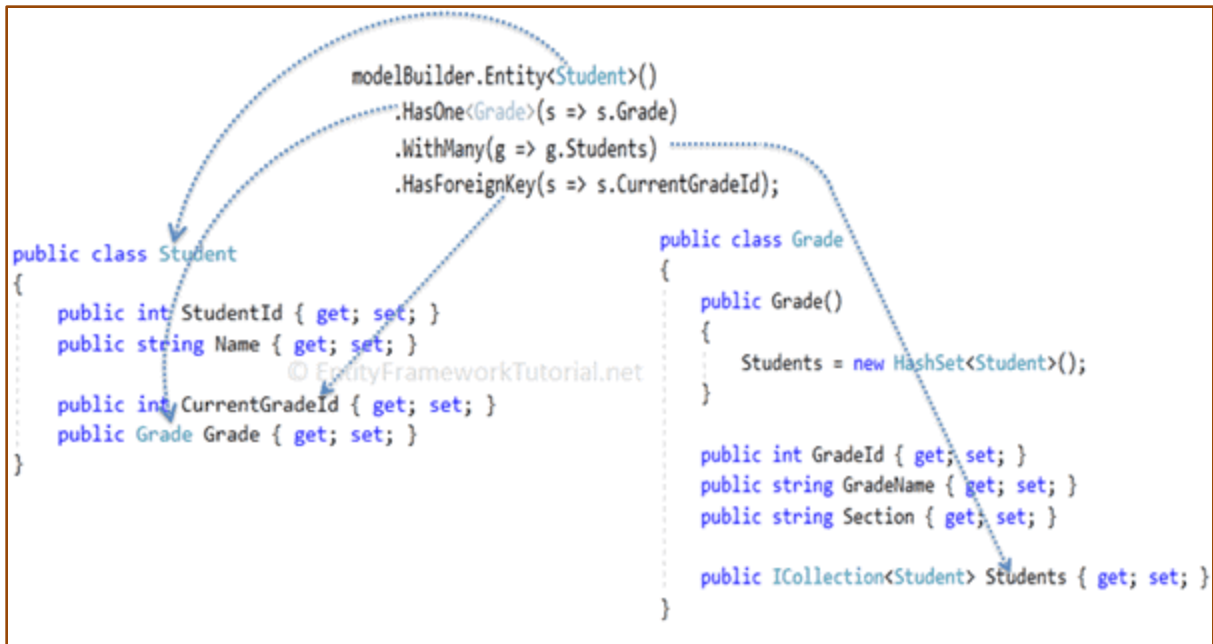 modelBuilder.Entity<Student>()
.HasOne<Grade>(s => s.Grade)
.WithMany(g => g.Students)
.HasForeignKey(s => s.CurrentGradeId);
public class Student
{
public int StudentId { get; set; }
public string Name { get; set; }
© EntityFrameworkTutorial.net
public int CurrentGradeId { get; set; }
public Grade Grade { get; set; }
}
public class Grade
{
public Grade()
{
Students = new HashSet<Student>();
}
public int GradeId { get; set; }
public string GradeName { get; set; }
public string Section { get; set; }
public ICollection<Student> Students { get; set; }
}